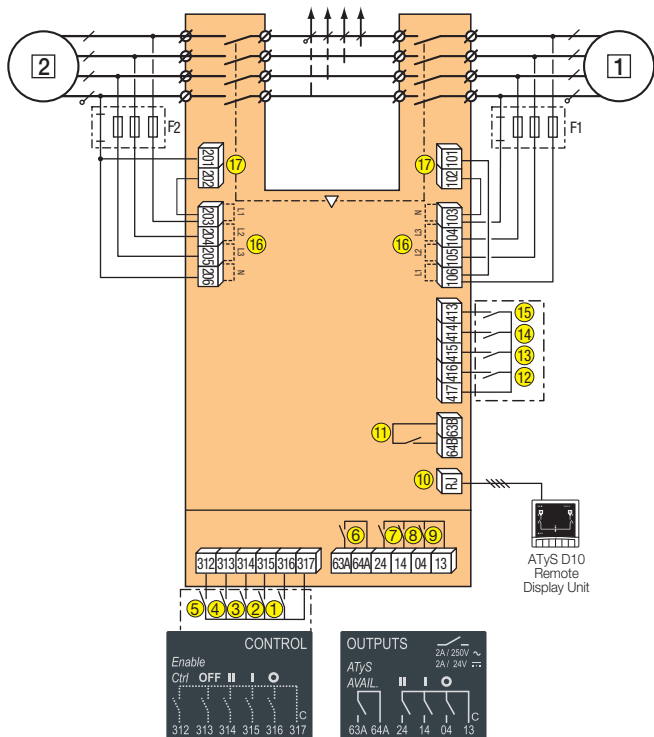 2
1
F2
F1
201
202
17
17
101
102
203
204
205
206
L1
L2
L3
N
16
16
N
L3
L2
L1
103
104
105
106
413
414
415
416
417
15
14
13
12
11
63B
64B
10
RJ
ATyS D10
Remote
Display Unit
6
7
8
9
312 313 314 315 316 317
63A 64A 24 14 04 13
5 4 3 2 1
CONTROL
Enable
Ctrl OFF II I O
C
312 313 314 315 316 317
OUTPUTS
2A / 250V ~
2A / 24V ⎓
ATyS
AVAIL. II I O
C
63A 64A 24 14 04 13